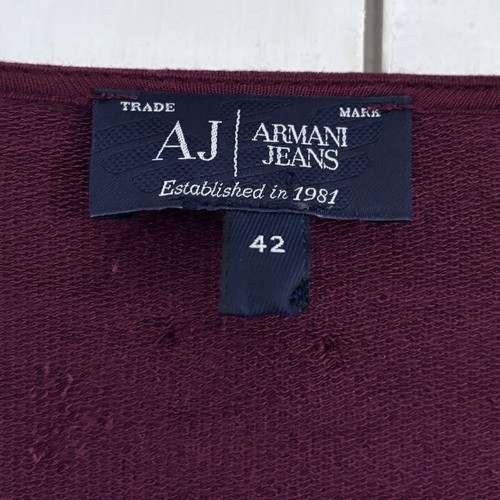 TRADE MARK
AJ ARMANI
JEANS
Established in 1981
42